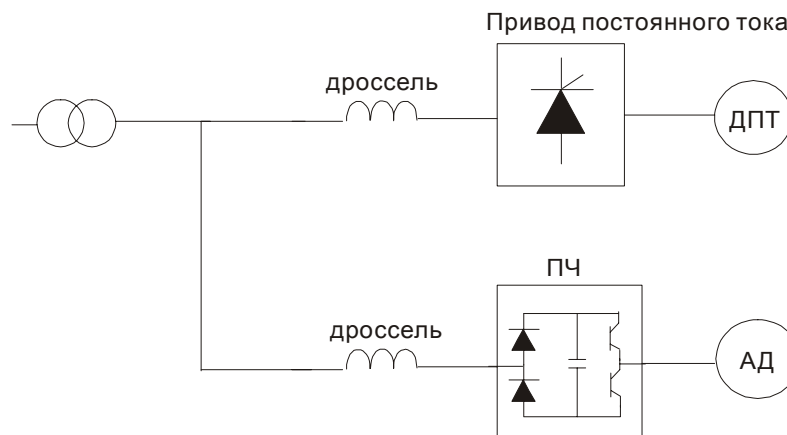 Привод постоянного тока
дроссель
ДПТ
ПЧ
дроссель
АД